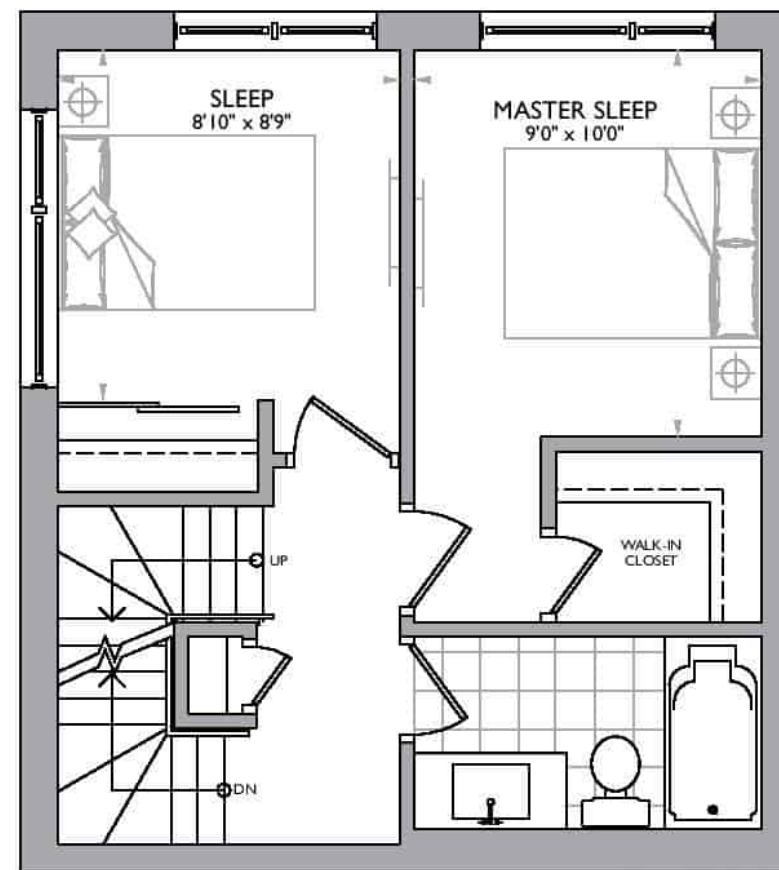 SLEEP
8'10" x 8'9"
MASTER SLEEP
9'0" x 10'0"
UP
WALK-IN
CLOSET
DN